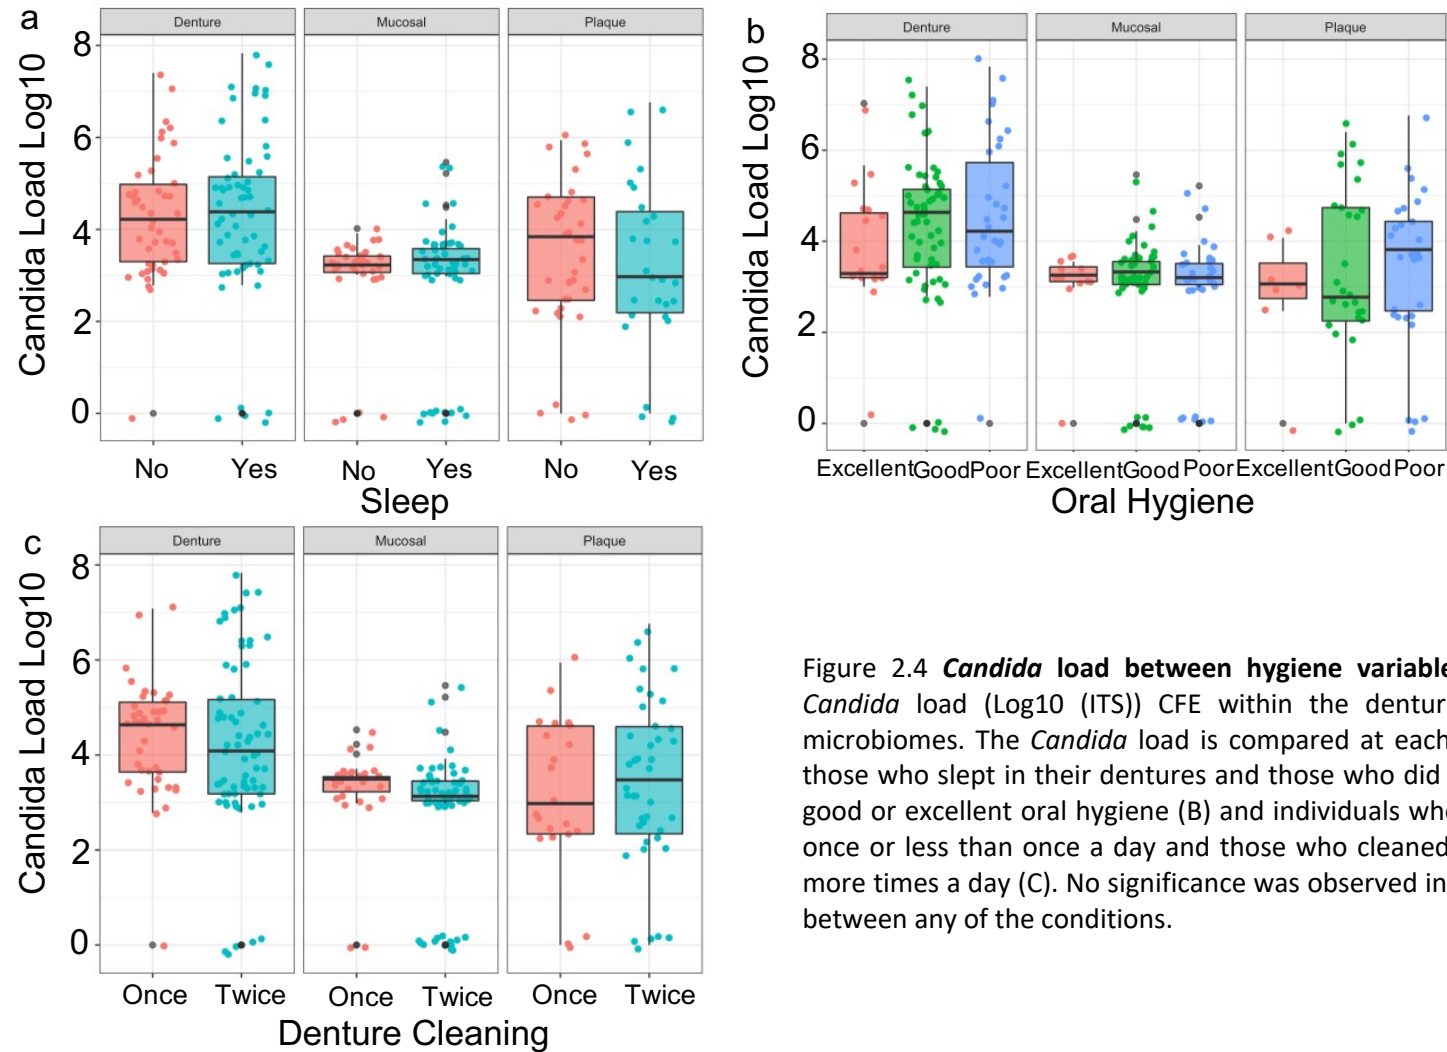 a
Denture Mucosal Plaque
Candida Load Log10
8
6
4
2
0
No Yes No Yes No Yes
Sleep
b
Denture Mucosal Plaque
Candida Load Log10
8
6
4
2
0
Excellent Good Poor Excellent Good Poor Excellent Good Poor
Oral Hygiene
c
Denture Mucosal Plaque
Candida Load Log10
8
6
4
2
0
Once Twice Once Twice Once Twice
Denture Cleaning
Figure 2.4 Candida load between hygiene variable
Candida load (Log10 (ITS)) CFE within the dentur
microbiomes. The Candida load is compared at each
those who slept in their dentures and those who did
good or excellent oral hygiene (B) and individuals who
once or less than once a day and those who cleaned
more times a day (C). No significance was observed in
between any of the conditions.